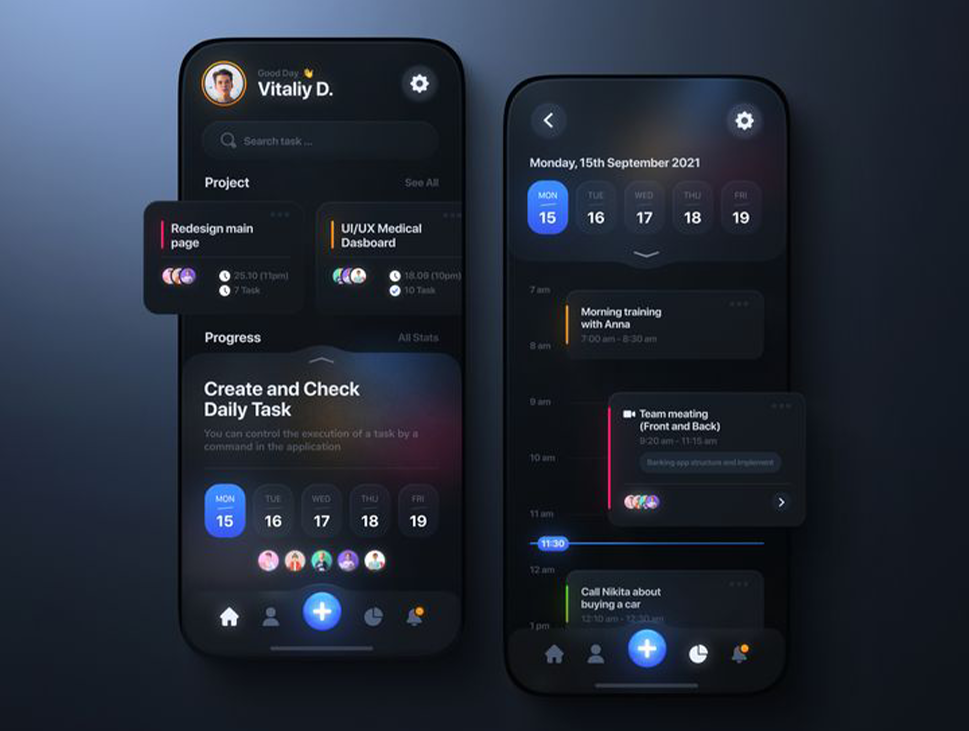 Good Day 👋
Vitaliy D.
Search task ...
Project
See All
Redesign main
page
25.10 (11pm)
7 Task
UI/UX Medical
Dasboard
18.09 (10pm)
10 Task
Progress
All Stats
Create and Check
Daily Task
You can control the execution of a task by a
command in the application
MON TUE WED THU FRI
15 16 17 18 19
Monday, 15th September 2021
MON TUE WED THU FRI
15 16 17 18 19
7 am
Morning training
with Anna
7:00 am - 8:30 am
8 am
9 am
Team meating
(Front and Back)
9:20 am - 11:15 am
10 am
Banking app structure and implement
11 am
11:30
12 am
Call Nikita about
buying a car
12:10 am - 12:30 am
1 pm